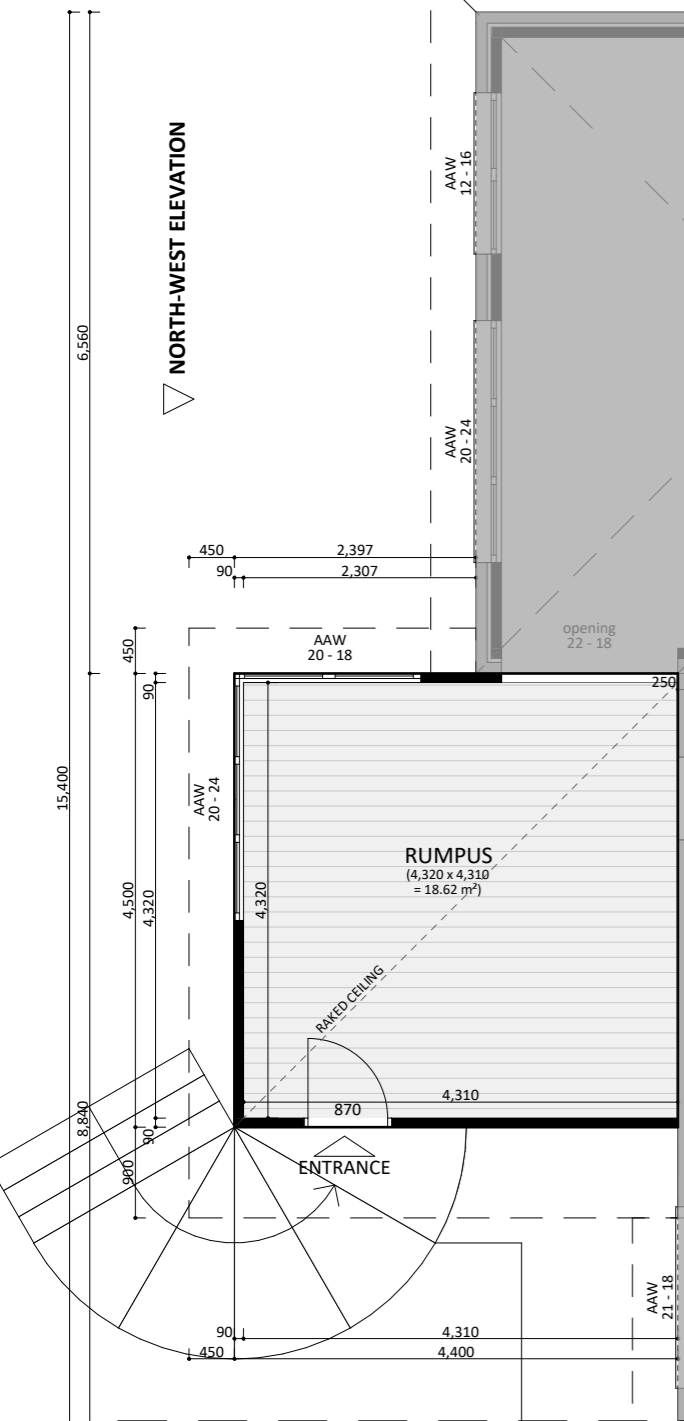 AAW
12 - 16
NORTH-WEST ELEVATION
6,560
AAW
20 - 24
450
2,397
90
2,307
opening
22 - 18
450
AAW
20 - 18
90
250
15,400
AAW
20 - 24
4,500
4,320
4,320
RUMPUS
(4,320 x 4,310
= 18.62 m²)
RAKED CEILING
4,310
870
8,840
90
900
ENTRANCE
AAW
21 - 18
90
4,310
450
4,400